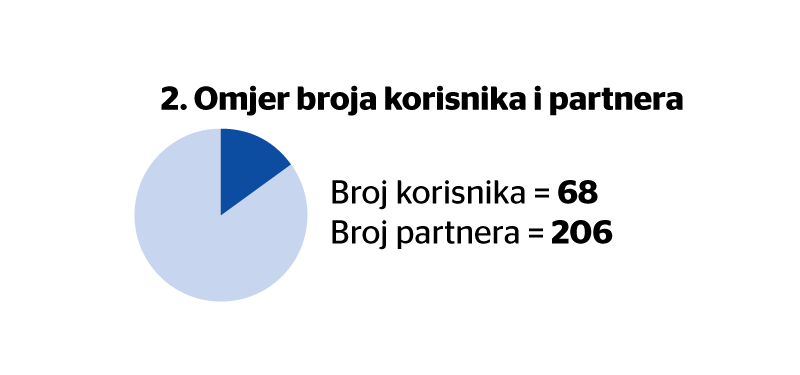 2. Omjer broja korisnika i partnera
Broj korisnika = 68
Broj partnera = 206